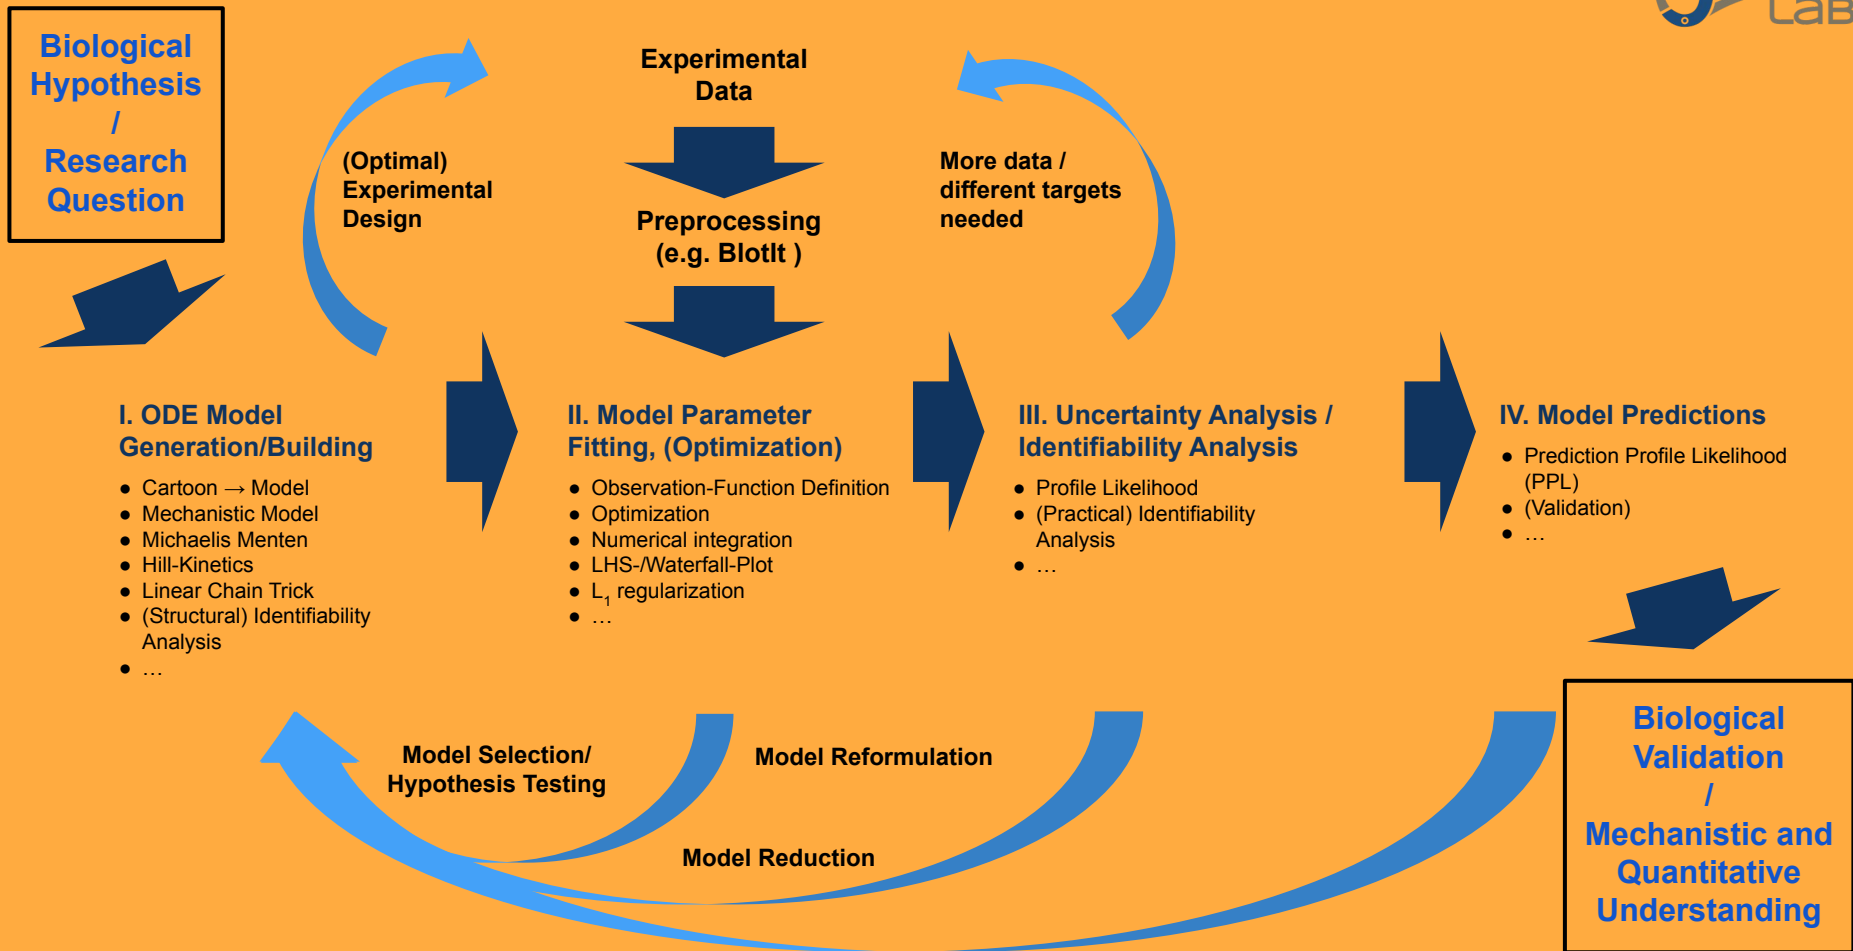 LaB
Biological
Hypothesis
/
Research
Question
(Optimal)
Experimental
Design
Experimental
Data
Preprocessing
(e.g. BlotIt )
More data /
different targets
needed
I. ODE Model
Generation/Building
● Cartoon → Model
● Mechanistic Model
● Michaelis Menten
● Hill-Kinetics
● Linear Chain Trick
● (Structural) Identifiability
Analysis
● …
II. Model Parameter
Fitting, (Optimization)
● Observation-Function Definition
● Optimization
● Numerical integration
● LHS-/Waterfall-Plot
● L₁ regularization
● …
III. Uncertainty Analysis /
Identifiability Analysis
● Profile Likelihood
● (Practical) Identifiability
Analysis
● …
IV. Model Predictions
● Prediction Profile Likelihood
(PPL)
● (Validation)
● …
Model Selection/
Hypothesis Testing
Model Reformulation
Model Reduction
Biological
Validation
/
Mechanistic and
Quantitative
Understanding